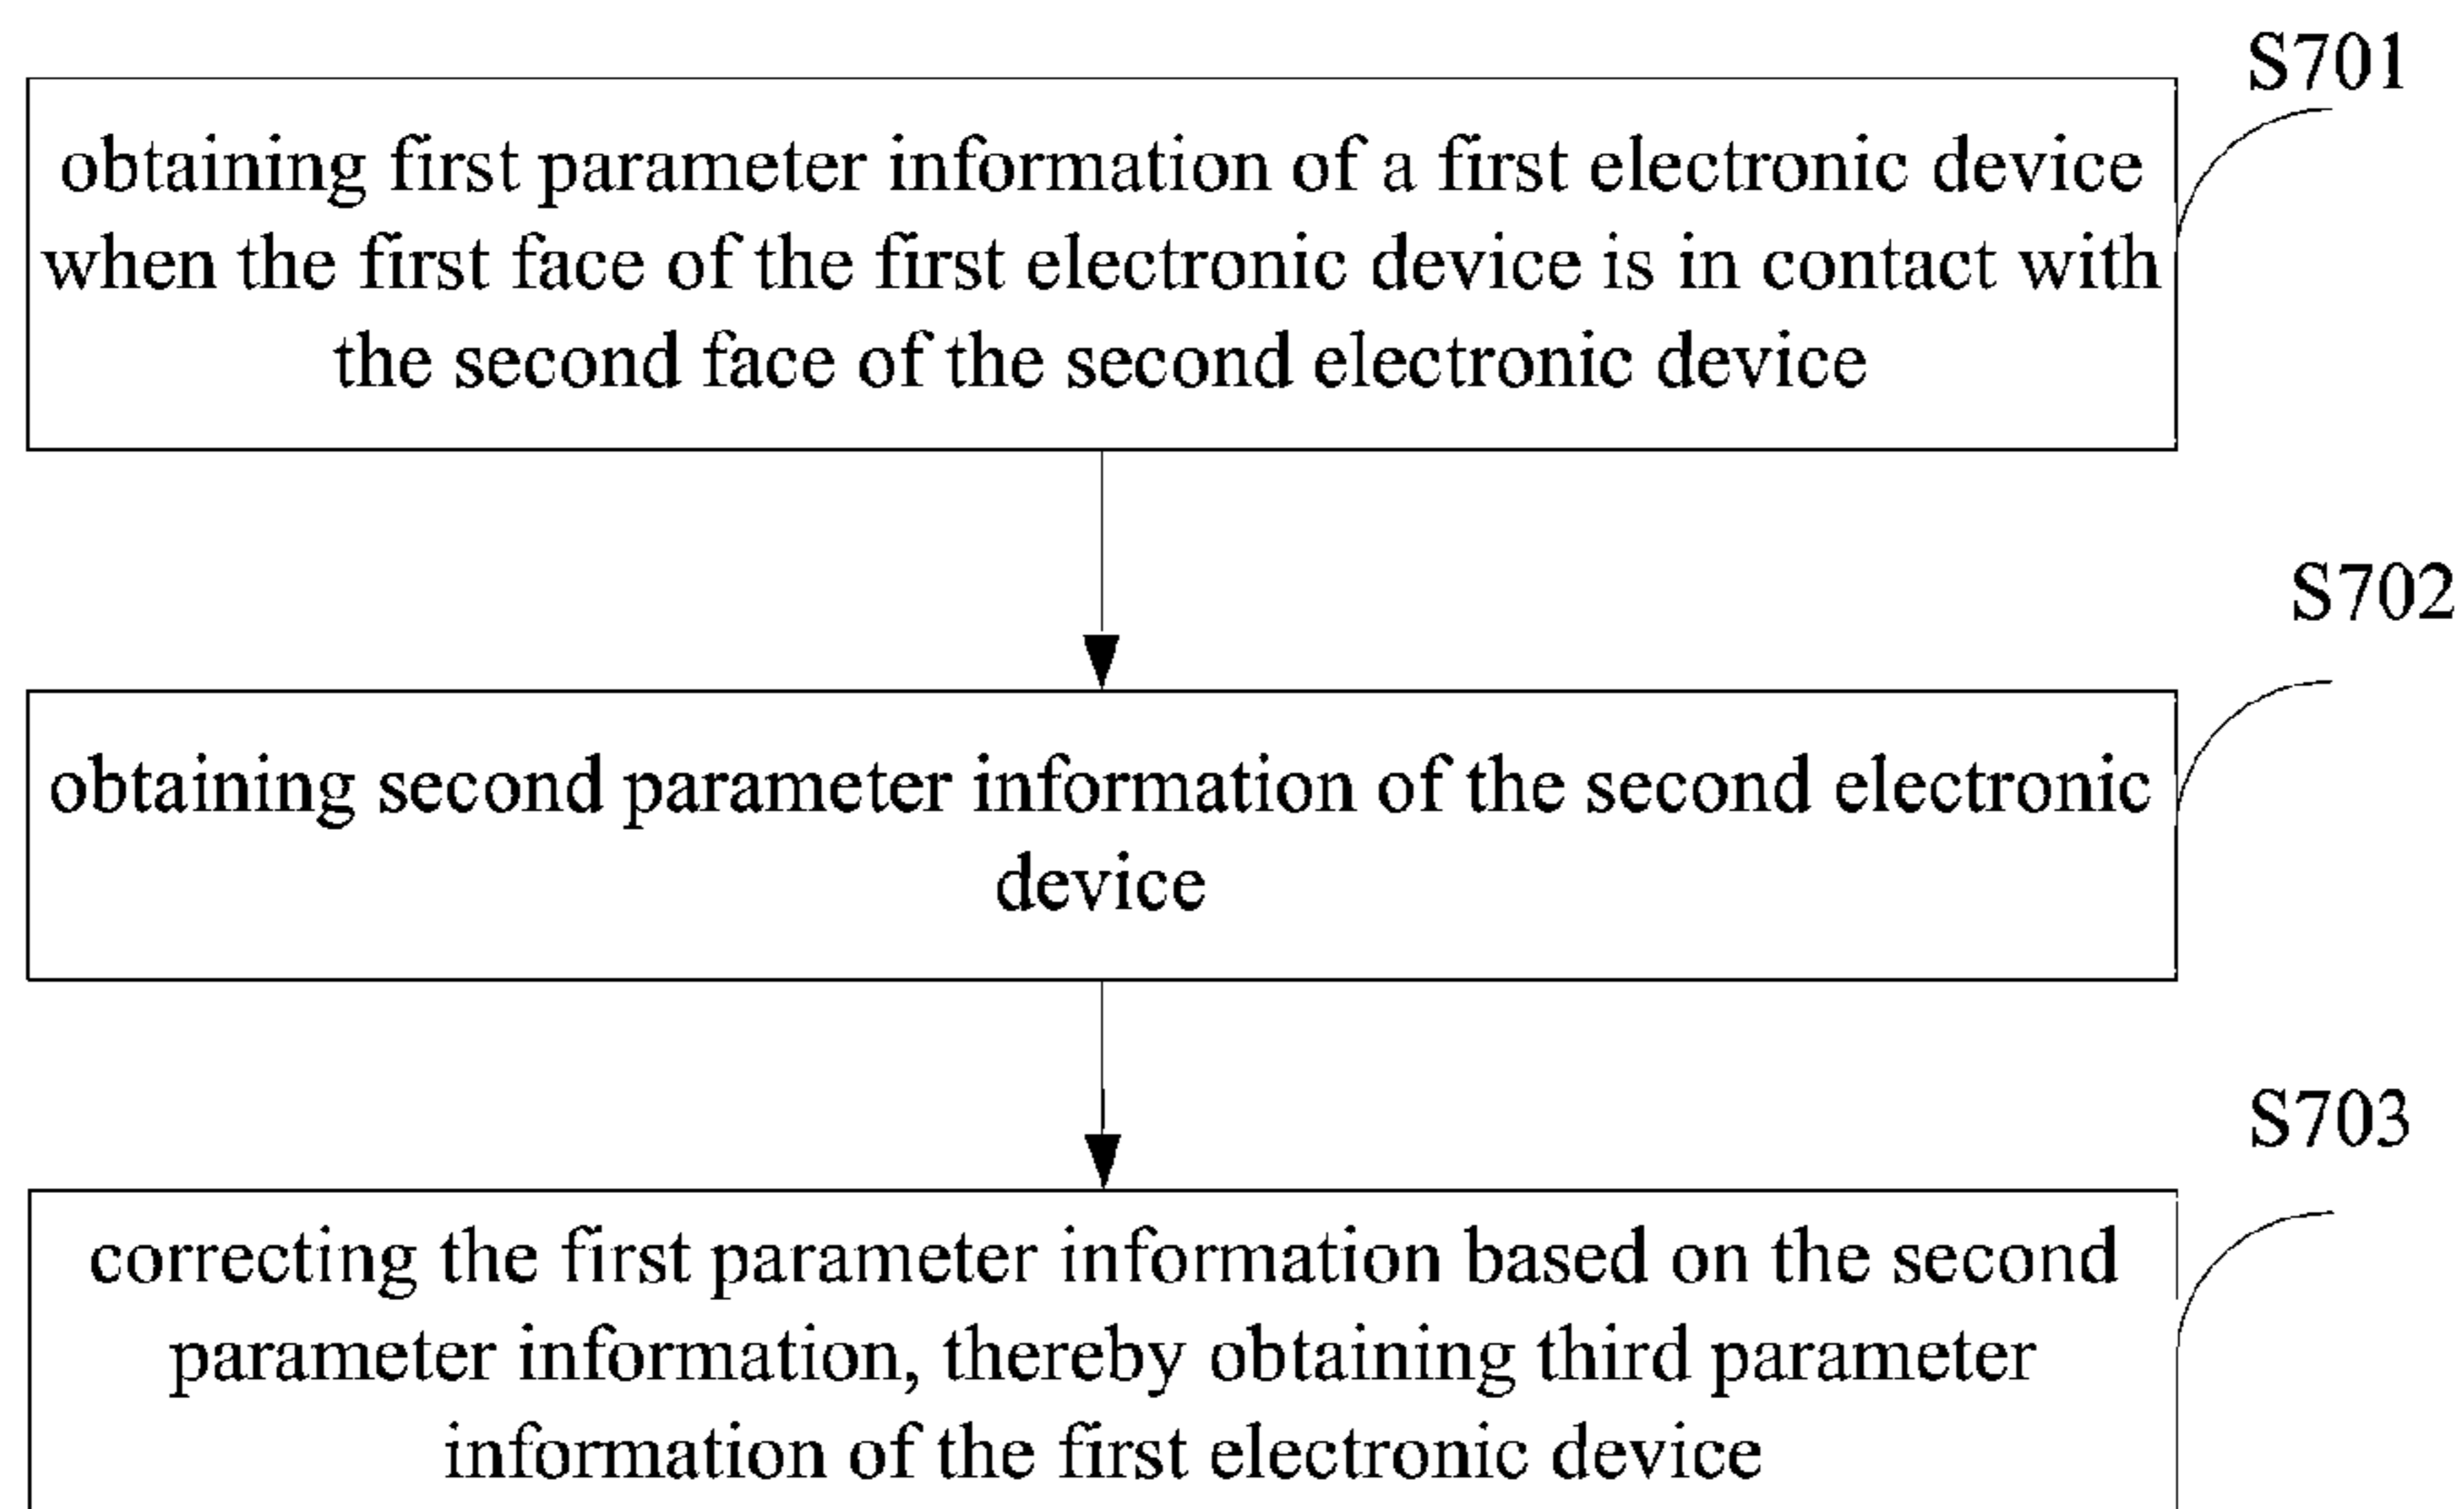 S701
obtaining first parameter information of a first electronic device
when the first face of the first electronic device is in contact with
the second face of the second electronic device
S702
obtaining second parameter information of the second electronic
device
S703
correcting the first parameter information based on the second
parameter information, thereby obtaining third parameter
information of the first electronic device